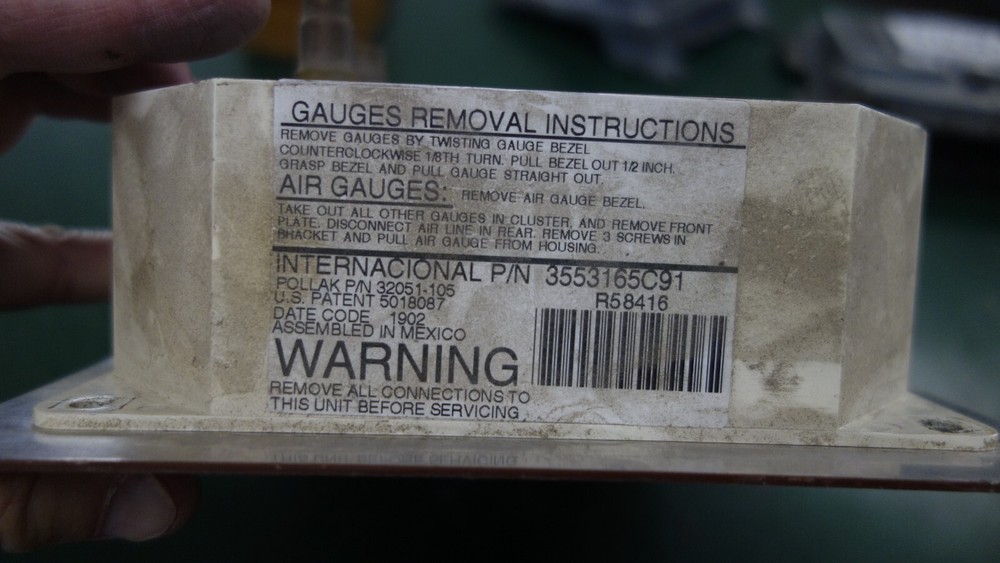 GAUGES REMOVAL INSTRUCTIONS
REMOVE GAUGES BY TWISTING GAUGE BEZEL
COUNTERCLOCKWISE 1/8TH TURN. PULL BEZEL OUT 1/2 INCH.
GRASP BEZEL AND PULL GAUGE STRAIGHT OUT.
AIR GAUGES: REMOVE AIR GAUGE BEZEL.
TAKE OUT ALL OTHER GAUGES IN CLUSTER, AND REMOVE FRONT
PLATE. DISCONNECT AIR LINE IN REAR. REMOVE 3 SCREWS IN
BRACKET AND PULL AIR GAUGE FROM HOUSING.
INTERNACIONAL P/N 3553165C91
POLLAK P/N 32051-105
R58416
U.S. PATENT 5018087
DATE CODE 1902
ASSEMBLED IN MEXICO
WARNING
REMOVE ALL CONNECTIONS TO
THIS UNIT BEFORE SERVICING